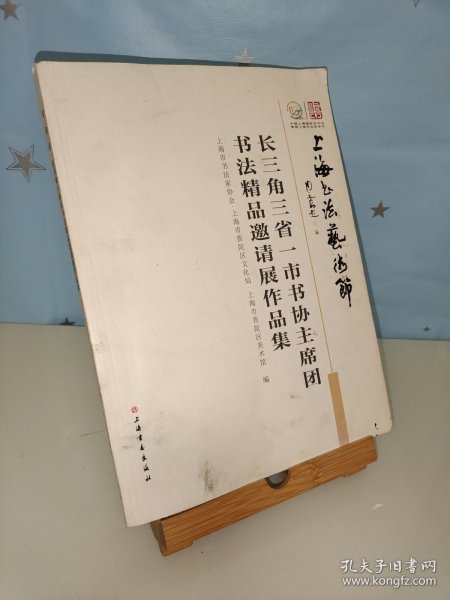 上海书法藝術節
长三角三省一市书协主席团
书法精品邀请展作品集
上海市书法家协会 上海市普陀区文化局 上海市普陀区美术馆 编
上海书画出版社
孔夫子旧书网
www.kongfz.com